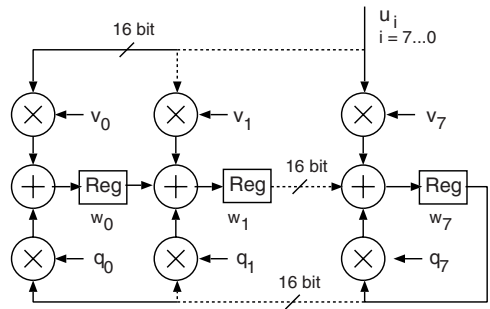 16 bit
u_i
i = 7...0
v_0
v_1
v_7
Reg
Reg
16 bit
Reg
w_0
w_1
w_7
q_0
q_1
q_7
16 bit